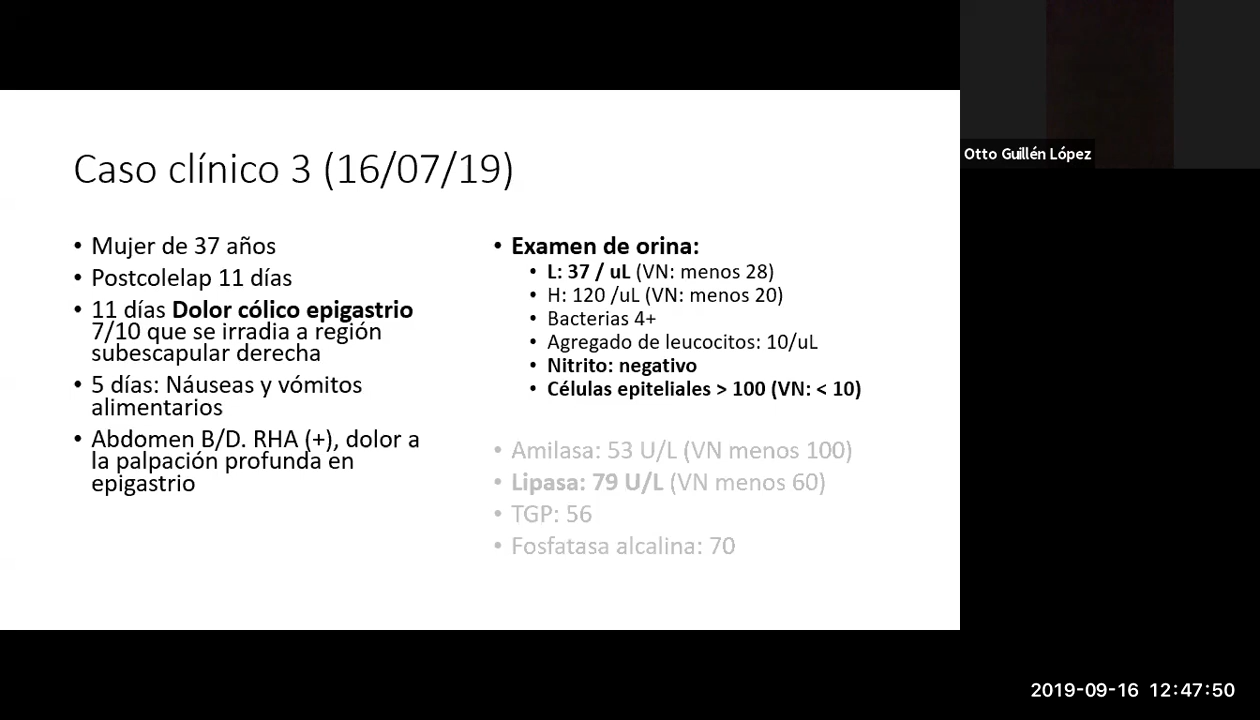 Caso clínico 3 (16/07/19)
• Mujer de 37 años
• Postcolelap 11 días
• 11 días Dolor cólico epigastrio
7/10 que se irradia a región
subescapular derecha
• 5 días: Náuseas y vómitos
alimentarios
• Abdomen B/D. RHA (+), dolor a
la palpación profunda en
epigastrio
• Examen de orina:
• L: 37 / uL (VN: menos 28)
• H: 120 /uL (VN: menos 20)
• Bacterias 4+
• Agregado de leucocitos: 10/uL
• Nitrito: negativo
• Células epiteliales > 100 (VN: < 10)
• Amilasa: 53 U/L (VN menos 100)
• Lipasa: 79 U/L (VN menos 60)
• TGP: 56
• Fosfatasa alcalina: 70
Otto Guillén López
2019-09-16 12:47:50